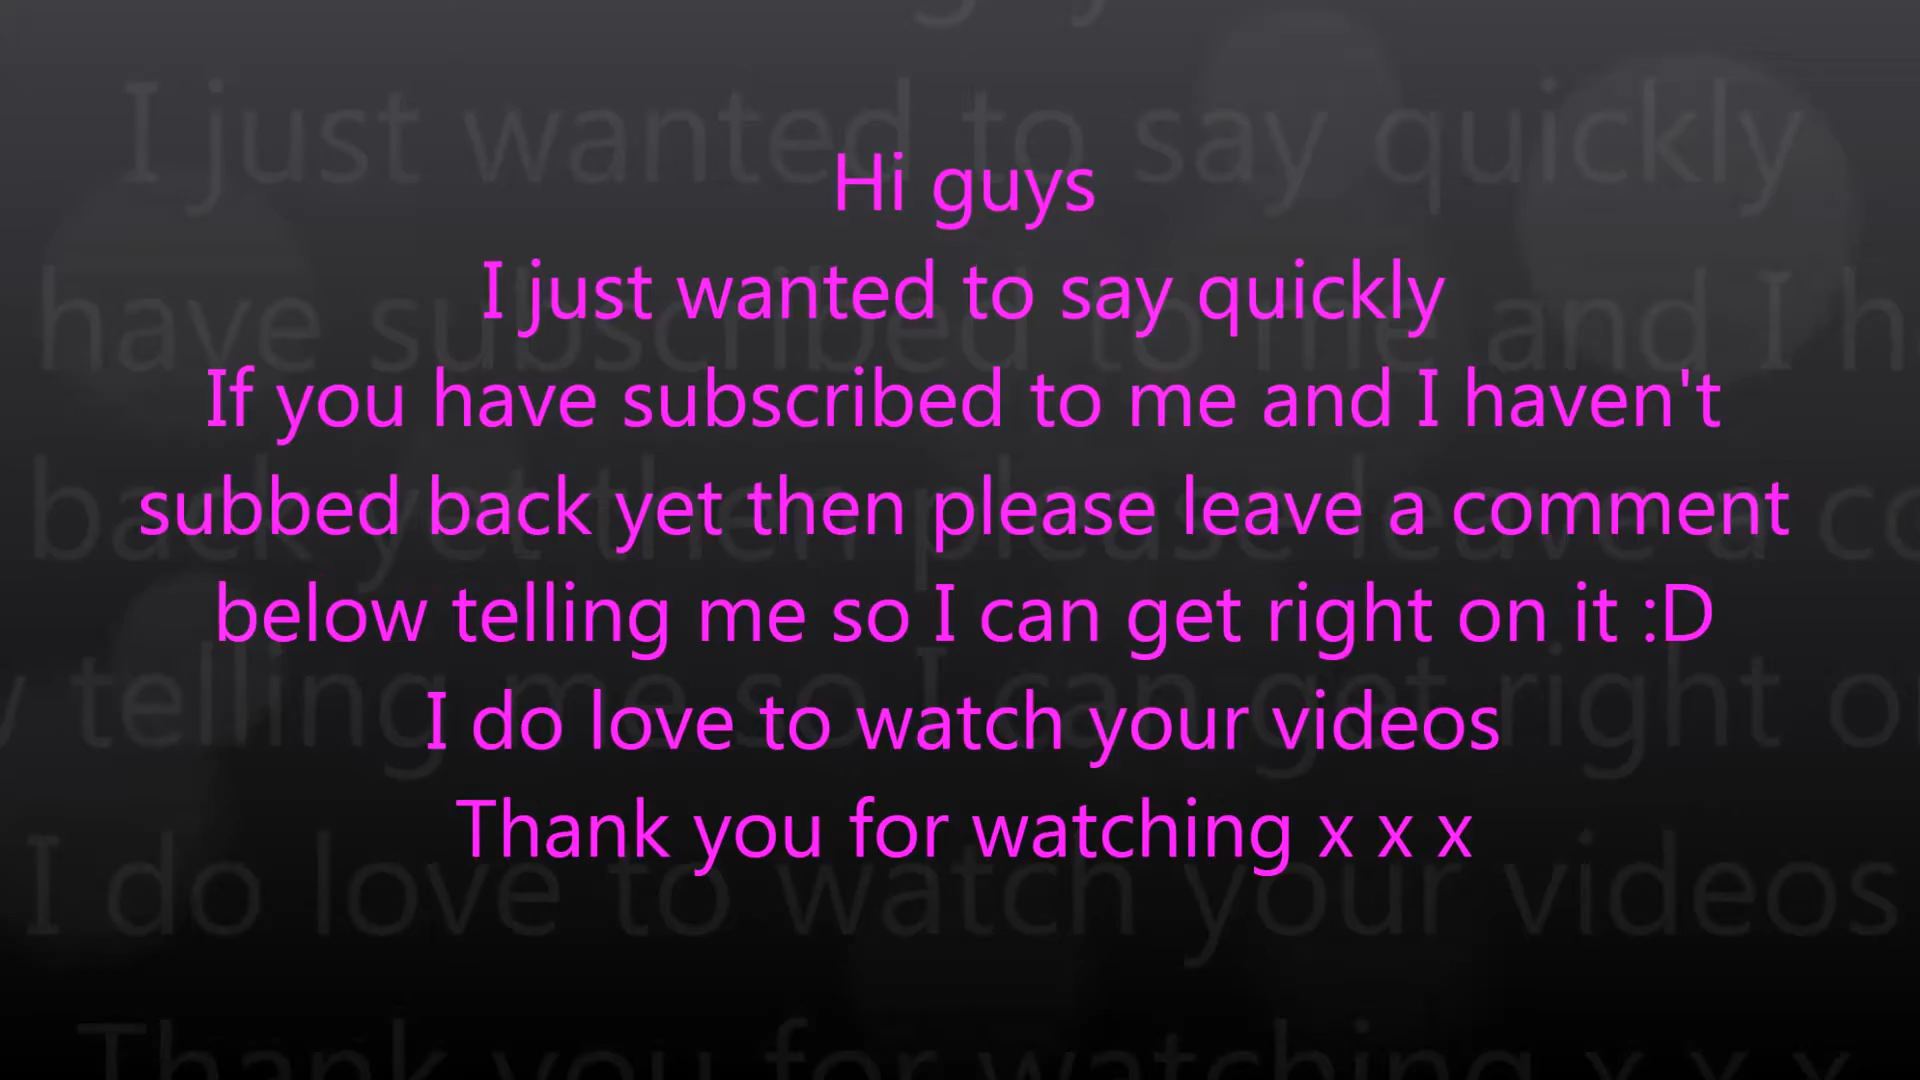 Hi guys
I just wanted to say quickly
If you have subscribed to me and I haven't
subbed back yet then please leave a comment
below telling me so I can get right on it :D
I do love to watch your videos
Thank you for watching x x x